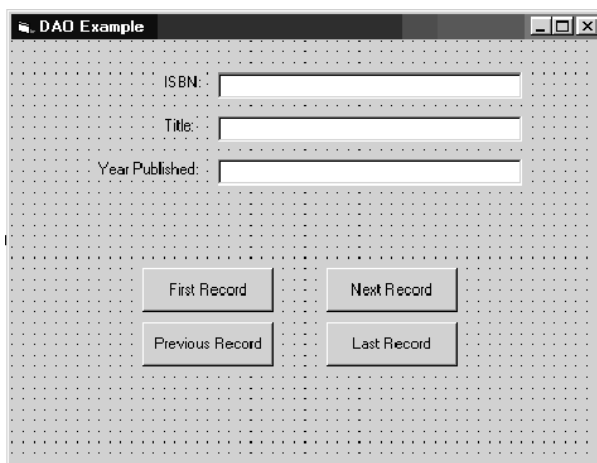 DAO Example
ISBN:
Title:
Year Published:
First Record Next Record
Previous Record Last Record